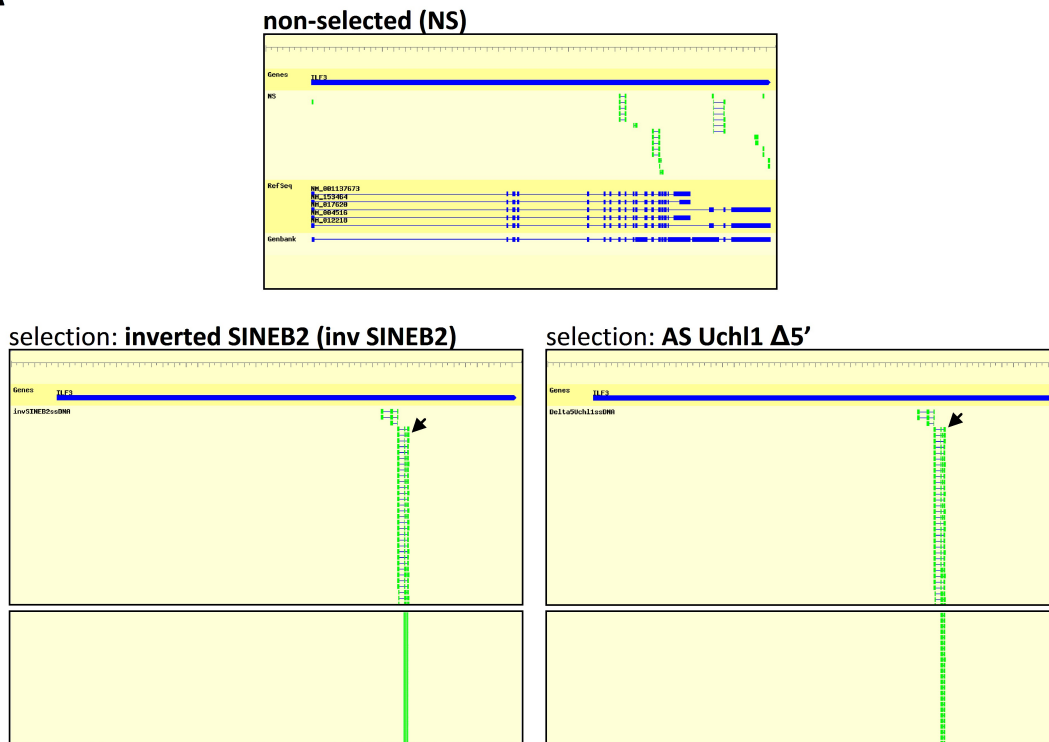 non-selected (NS)
Genes
ILF3
NS
RefSeq
NM_001137673
NM_153464
NM_017620
NM_004516
NM_012218
Genbank
selection: inverted SINEB2 (inv SINEB2)
Genes
ILF3
invSINEB2ssDNA
selection: AS Uchl1 Δ5’
Genes
ILF3
Delta5Uchl1ssDNA